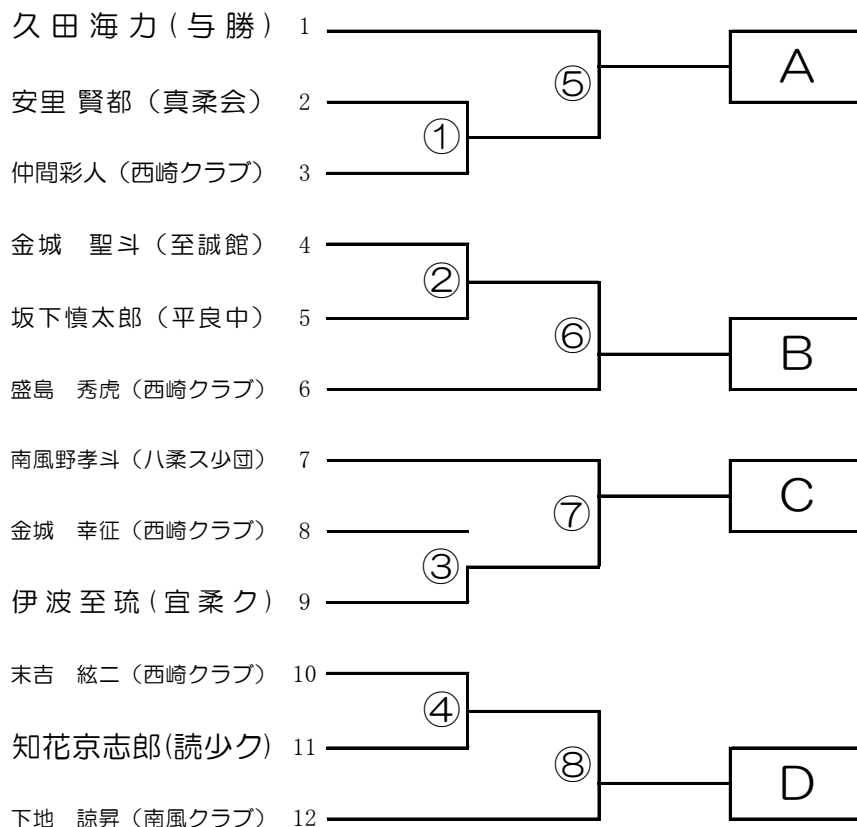 久田海力(与勝) 1
A
⑤
安里 賢都（真柔会） 2
①
仲間彩人（西崎クラブ） 3
金城　聖斗（至誠館） 4
②
坂下慎太郎（平良中） 5
⑥
B
盛島　秀虎（西崎クラブ） 6
南風野孝斗（八柔ス少団） 7
C
⑦
金城　幸征（西崎クラブ） 8
③
伊波至琉(宜柔ク) 9
末吉　絃二（西崎クラブ） 10
④
知花京志郎(読少ク) 11
⑧
D
下地　諒昇（南風クラブ） 12